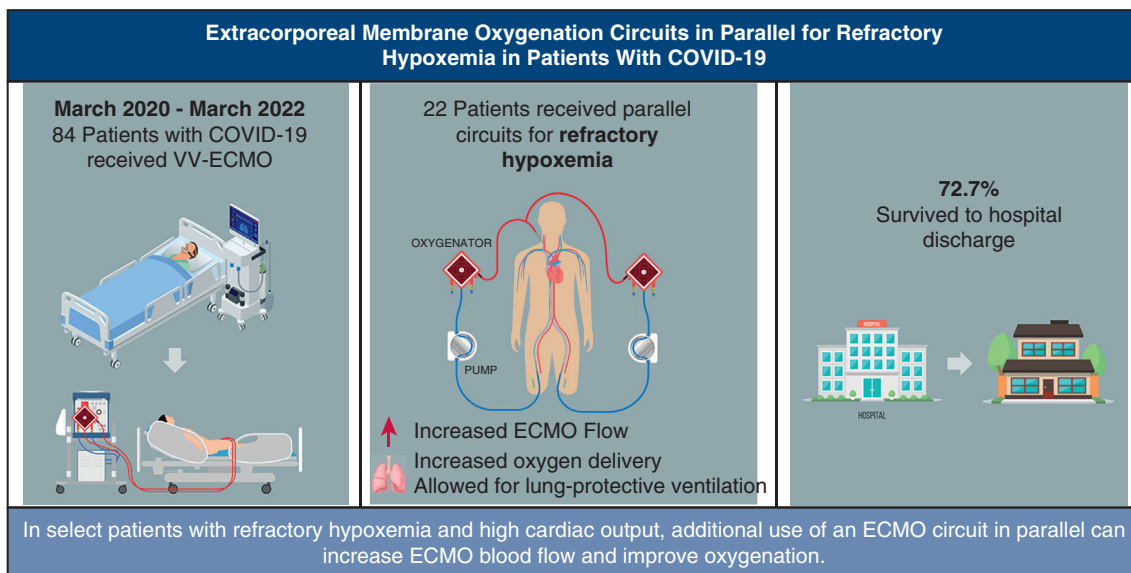 Extracorporeal Membrane Oxygenation Circuits in Parallel for Refractory
Hypoxemia in Patients With COVID-19
March 2020 - March 2022
84 Patients with COVID-19
received VV-ECMO
22 Patients received parallel
circuits for refractory
hypoxemia
OXYGENATOR
PUMP
Increased ECMO Flow
Increased oxygen delivery
Allowed for lung-protective ventilation
72.7%
Survived to hospital
discharge
HOSPITAL
HOSPITAL
In select patients with refractory hypoxemia and high cardiac output, additional use of an ECMO circuit in parallel can
increase ECMO blood flow and improve oxygenation.